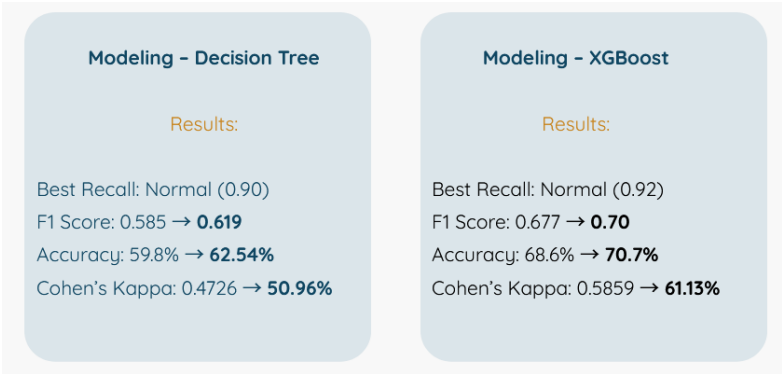 Modeling – Decision Tree
Results:
Best Recall: Normal (0.90)
F1 Score: 0.585 → 0.619
Accuracy: 59.8% → 62.54%
Cohen's Kappa: 0.4726 → 50.96%
Modeling – XGBoost
Results:
Best Recall: Normal (0.92)
F1 Score: 0.677 → 0.70
Accuracy: 68.6% → 70.7%
Cohen's Kappa: 0.5859 → 61.13%